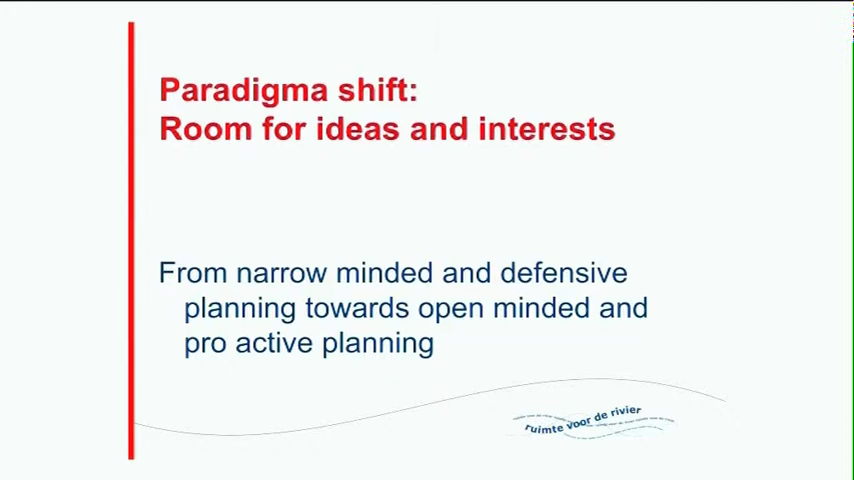 Paradigma shift:
Room for ideas and interests
From narrow minded and defensive
planning towards open minded and
pro active planning
ruimte voor de rivier